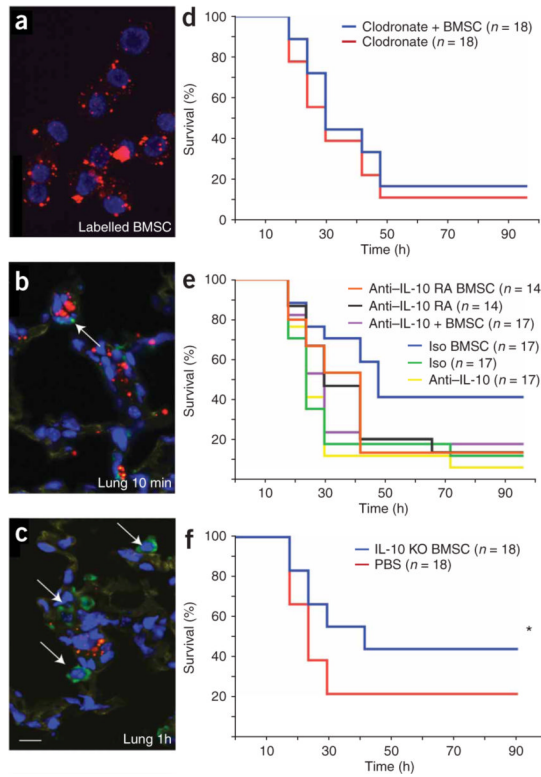 a
Labelled BMSC
b
Lung 10 min
c
Lung 1h
d
Survival (%)
100
80
60
40
20
Clodronate + BMSC (n = 18)
Clodronate (n = 18)
10
30
50
70
90
Time (h)
e
Survival (%)
100
80
60
40
20
Anti–IL-10 RA BMSC (n = 14
Anti–IL-10 RA (n = 14)
Anti–IL-10 + BMSC (n = 17)
Iso BMSC (n = 17)
Iso (n = 17)
Anti–IL-10 (n = 17)
10
30
50
70
90
Time (h)
f
Survival (%)
100
80
60
40
20
IL-10 KO BMSC (n = 18)
PBS (n = 18)
*
10
30
50
70
90
Time (h)